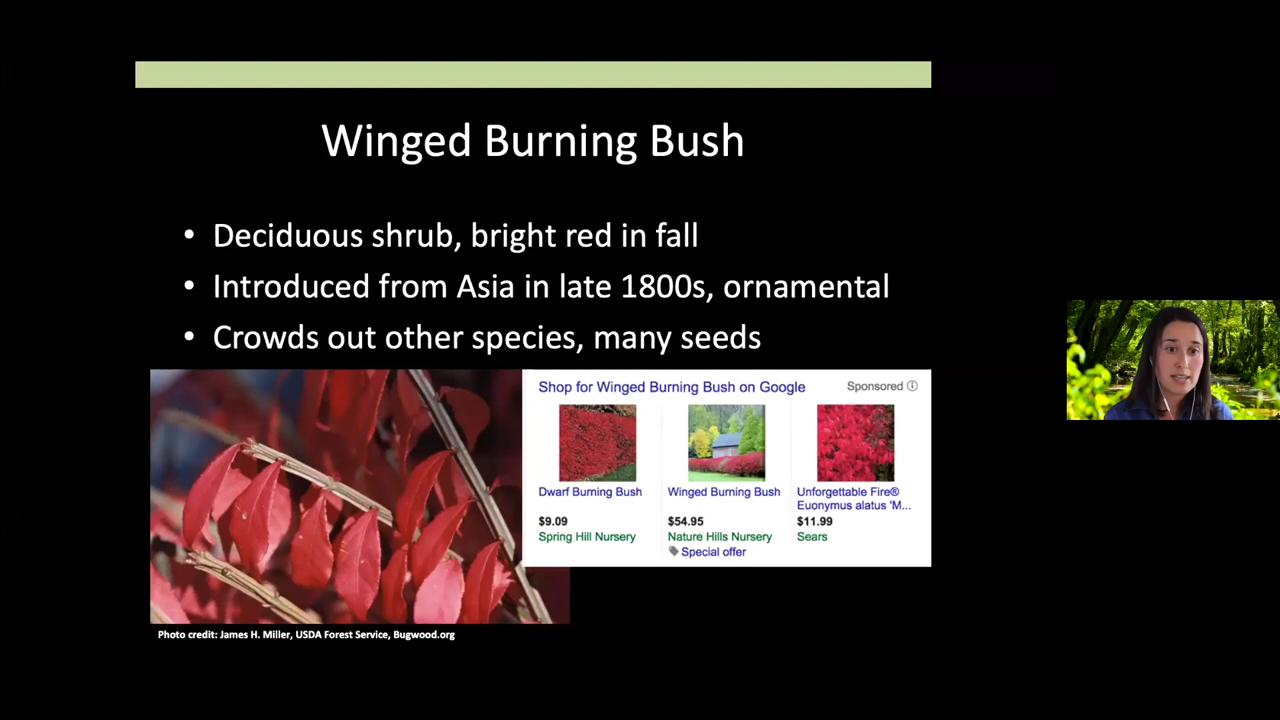 Winged Burning Bush
• Deciduous shrub, bright red in fall
• Introduced from Asia in late 1800s, ornamental
• Crowds out other species, many seeds
Shop for Winged Burning Bush on Google
Sponsored
Dwarf Burning Bush
$9.09
Spring Hill Nursery
Winged Burning Bush
$54.95
Nature Hills Nursery
Special offer
Unforgettable Fire®
Euonymus alatus 'M...
$11.99
Sears
Photo credit: James H. Miller, USDA Forest Service, Bugwood.org